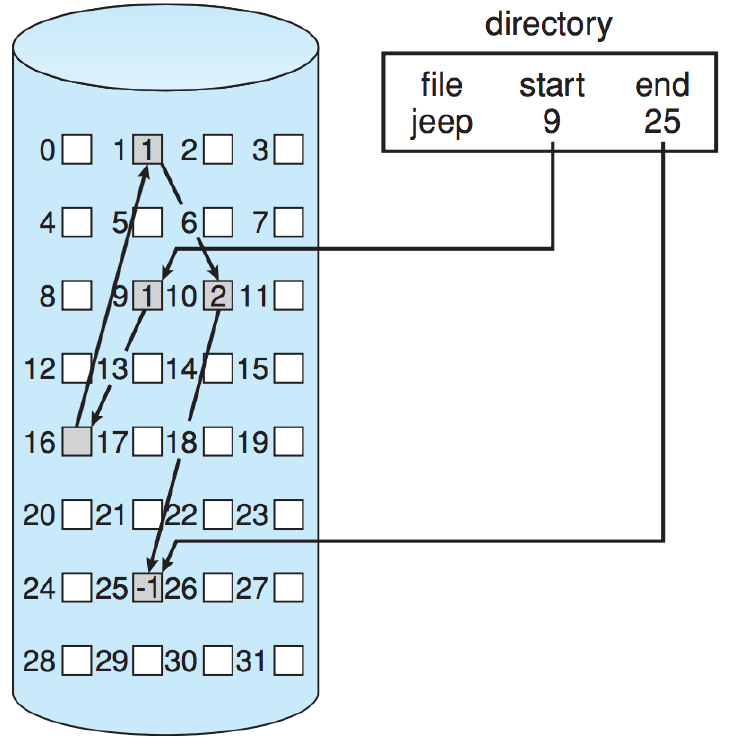 directory
file start end
jeep 9 25
0 1 1 2 3
4 5 6 7
8 9 1 10 2 11
12 13 14 15
16 17 18 19
20 21 22 23
24 25 -1 26 27
28 29 30 31